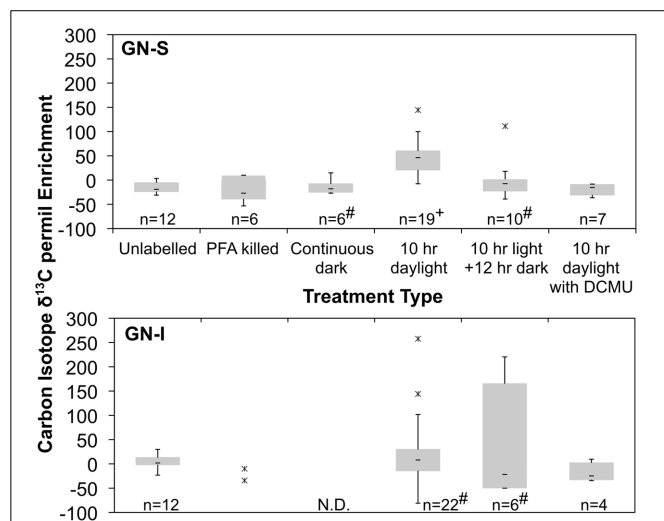 GN-S
300
250
200
150
100
50
0
-50
-100
n=12 n=6 n=6# n=19+ n=10# n=7
Unlabelled PFA killed Continuous dark 10 hr daylight 10 hr light +12 hr dark 10 hr daylight with DCMU
Treatment Type
Carbon Isotope δ13C permil Enrichment
GN-I
300
250
200
150
100
50
0
-50
-100
n=12 N.D. n=22# n=6# n=4